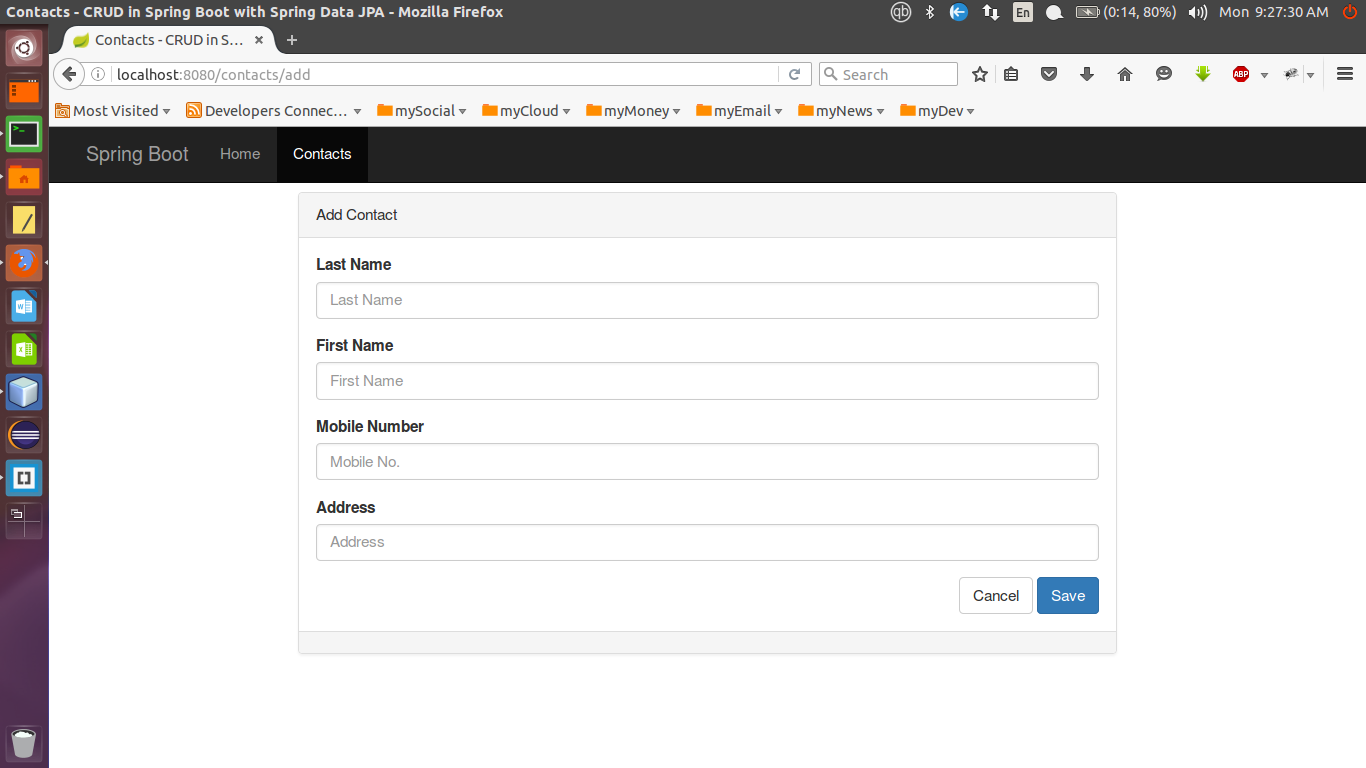 Contacts - CRUD in Spring Boot with Spring Data JPA - Mozilla Firefox
qb En (0:14, 80%) Mon 9:27:30 AM
Contacts - CRUD in S...
localhost:8080/contacts/add
Search
ABP
Most Visited Developers Connec... mySocial myCloud myMoney myEmail myNews myDev
Spring Boot Home Contacts
Add Contact
Last Name
Last Name
First Name
First Name
Mobile Number
Mobile No.
Address
Address
Cancel Save